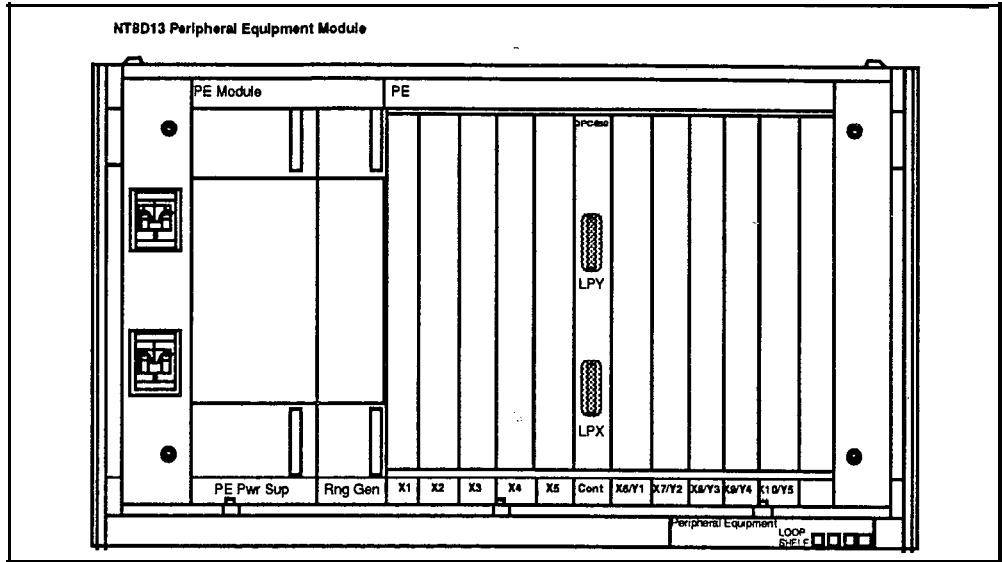 NT8D13 Peripheral Equipment Module
PE Module
PE
LPY
LPX
PE Pwr Sup
Rng Gen
X1
X2
X3
X4
X5
Cont
X6/Y1
X7/Y2
X8/Y3
X9/Y4
X10/Y5
Peripheral Equipment
LOOP
SHELF